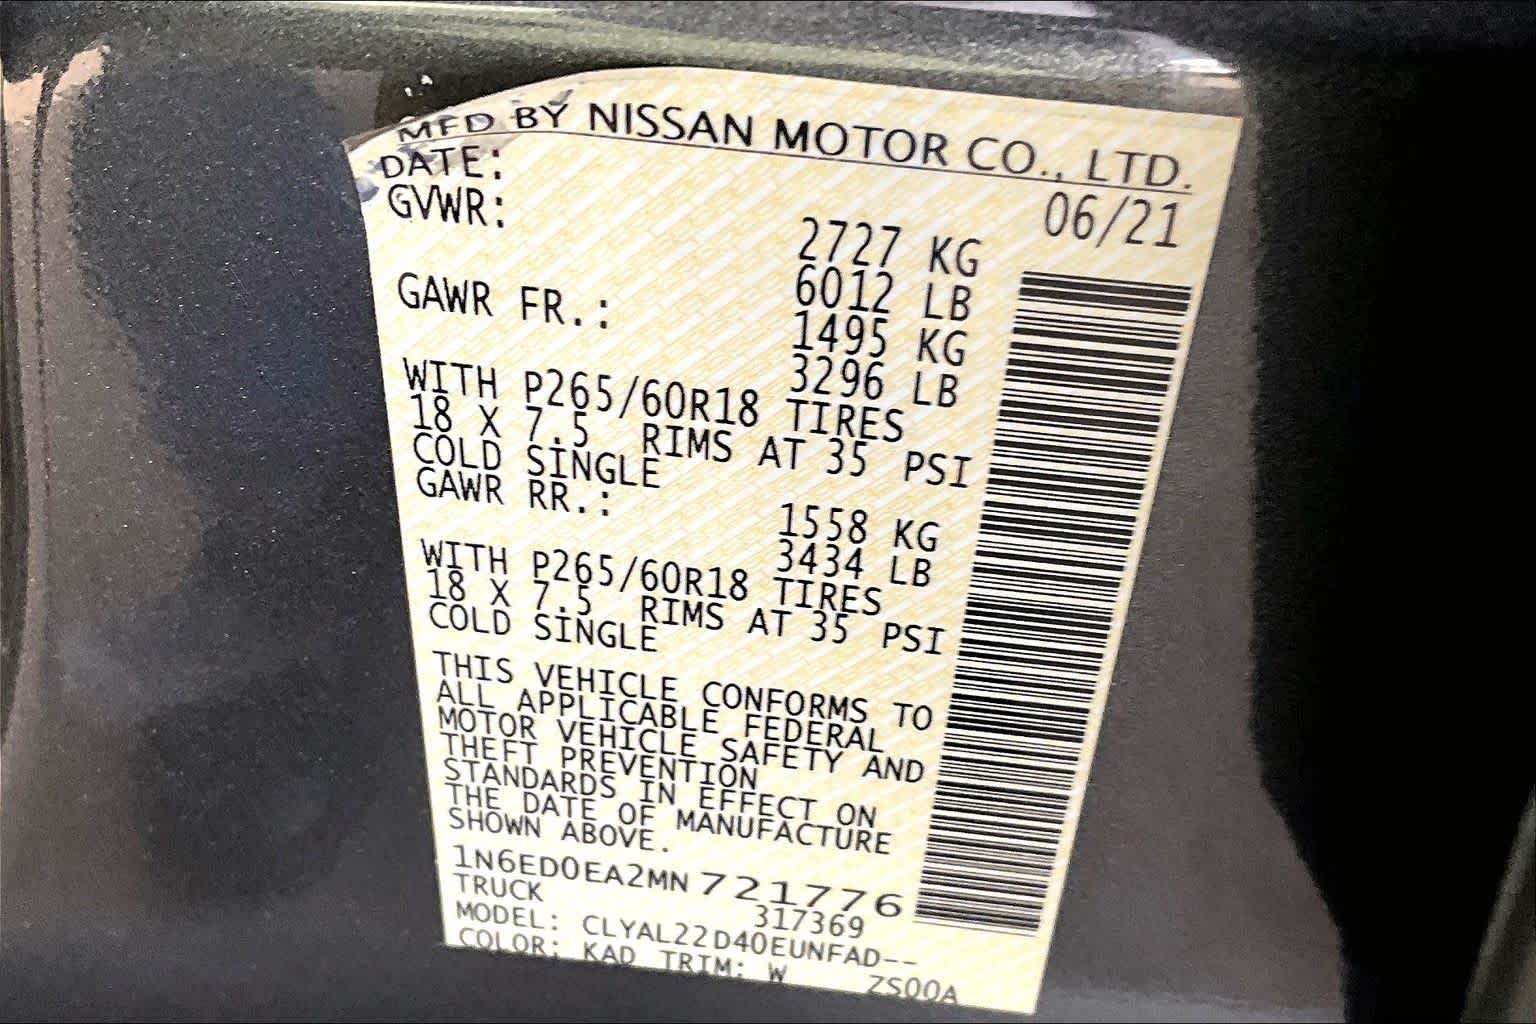 MFD BY NISSAN MOTOR CO., LTD.
DATE: 06/21
GVWR: 2727 KG
6012 LB
GAWR FR.: 1495 KG
3296 LB
WITH P265/60R18 TIRES
18 X 7.5 RIMS AT 35 PSI
COLD SINGLE
GAWR RR.: 1558 KG
3434 LB
WITH P265/60R18 TIRES
18 X 7.5 RIMS AT 35 PSI
COLD SINGLE
THIS VEHICLE CONFORMS TO
ALL APPLICABLE FEDERAL
MOTOR VEHICLE SAFETY AND
THEFT PREVENTION
STANDARDS IN EFFECT ON
THE DATE OF MANUFACTURE
SHOWN ABOVE.
1N6ED0EA2MN721776
TRUCK 317369
MODEL: CLYAL22D40EUNFAD--
COLOR: KAD TRIM: W ZS00A